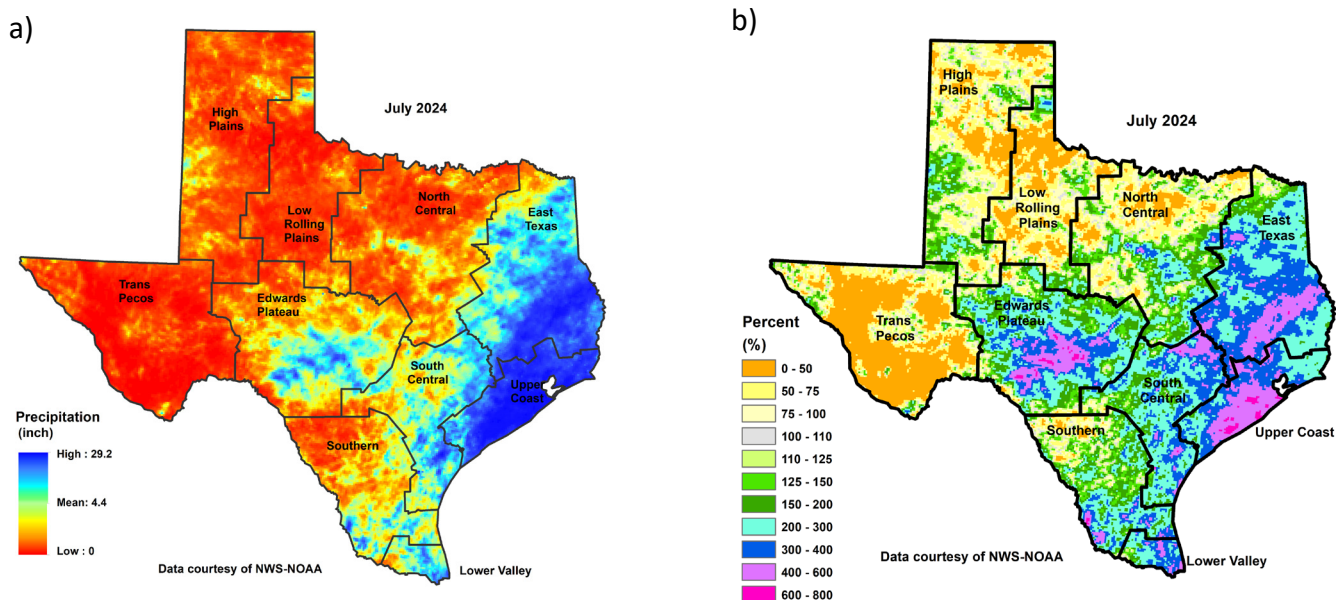 a)
July 2024
High
Plains
Low
Rolling
Plains
North
Central
East
Texas
Trans
Pecos
Edwards
Plateau
South
Central
Upper
Coast
Southern
Lower Valley
Precipitation
(inch)
High : 29.2
Mean: 4.4
Low : 0
Data courtesy of NWS-NOAA
b)
July 2024
High
Plains
Low
Rolling
Plains
North
Central
East
Texas
Trans
Pecos
Edwards
Plateau
South
Central
Southern
Upper Coast
Lower Valley
Percent
(%)
0 - 50
50 - 75
75 - 100
100 - 110
110 - 125
125 - 150
150 - 200
200 - 300
300 - 400
400 - 600
600 - 800
Data courtesy of NWS-NOAA